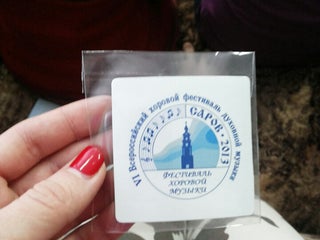 VI Всероссийский хоровой фестиваль духовной музыки
САРОВ • 2013
ФЕСТИВАЛЬ
ХОРОВОЙ
МУЗЫКИ